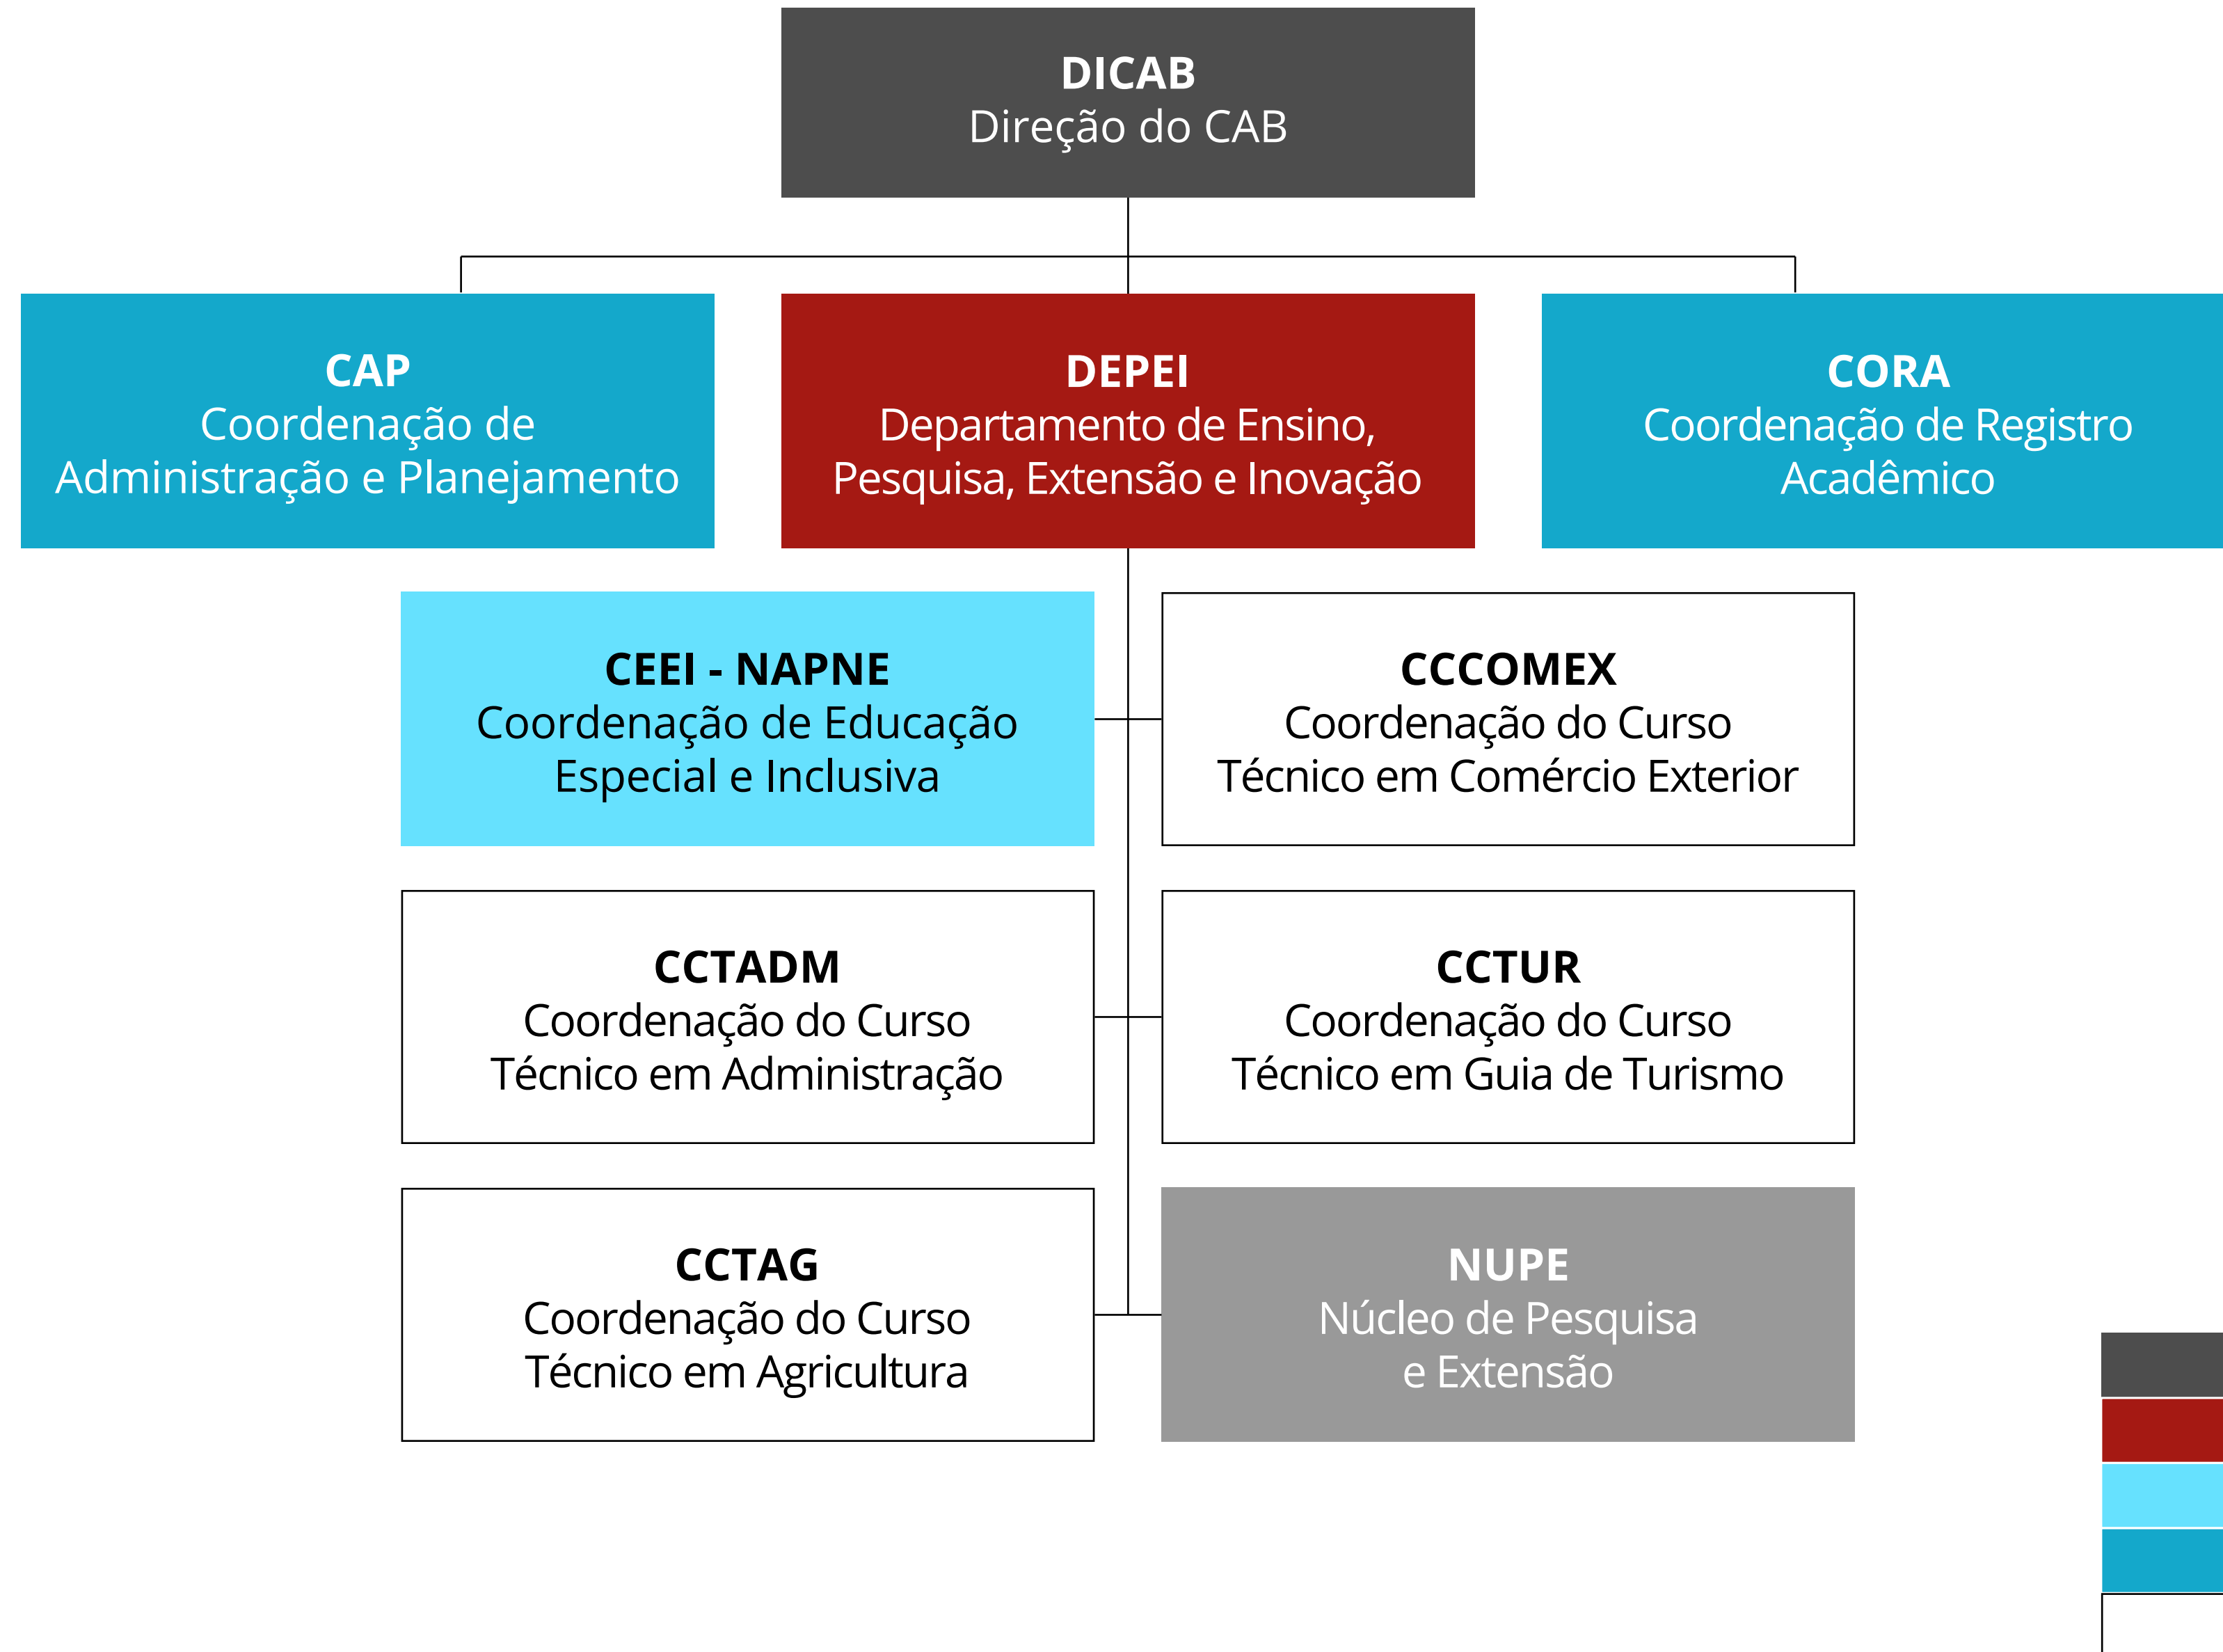 DICAB
Direção do CAB
CAP
Coordenação de
Administração e Planejamento
DEPEI
Departamento de Ensino,
Pesquisa, Extensão e Inovação
CORA
Coordenação de Registro
Acadêmico
CEEI - NAPNE
Coordenação de Educação
Especial e Inclusiva
CCCOMEX
Coordenação do Curso
Técnico em Comércio Exterior
CCTADM
Coordenação do Curso
Técnico em Administração
CCTUR
Coordenação do Curso
Técnico em Guia de Turismo
CCTAG
Coordenação do Curso
Técnico em Agricultura
NUPE
Núcleo de Pesquisa
e Extensão